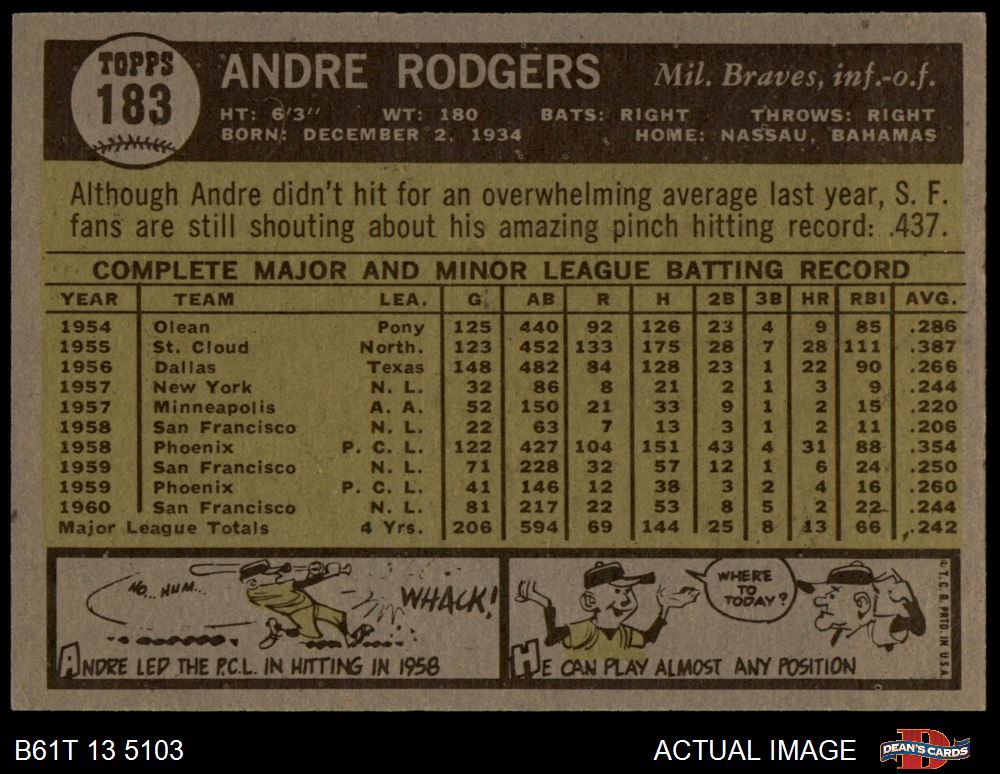 TOPPS
183
ANDRE RODGERS Mil. Braves, inf.-o.f.
HT: 6'3" WT: 180 BATS: RIGHT THROWS: RIGHT
BORN: DECEMBER 2, 1934 HOME: NASSAU, BAHAMAS
Although Andre didn't hit for an overwhelming average last year, S. F.
fans are still shouting about his amazing pinch hitting record: .437.
COMPLETE MAJOR AND MINOR LEAGUE BATTING RECORD
YEAR TEAM LEA. G AB R H 2B 3B HR RBI AVG.
1954 Olean Pony 125 440 92 126 23 4 9 85 .286
1955 St. Cloud North. 123 452 133 175 28 7 28 111 .387
1956 Dallas Texas 148 482 84 128 23 1 22 90 .266
1957 New York N. L. 32 86 8 21 2 1 3 9 .244
1957 Minneapolis A. A. 52 150 21 33 9 1 2 15 .220
1958 San Francisco N. L. 22 63 7 13 3 1 2 11 .206
1958 Phoenix P. C. L. 122 427 104 151 43 4 31 88 .354
1959 San Francisco N. L. 71 228 32 57 12 1 6 24 .250
1959 Phoenix P. C. L. 41 146 12 38 3 2 4 16 .260
1960 San Francisco N. L. 81 217 22 53 8 5 2 22 .244
Major League Totals 4 Yrs. 206 594 69 144 25 8 13 66 .242
HO... HUM...
WHACK!
ANDRE LED THE P.C.L. IN HITTING IN 1958
WHERE
TO
TODAY?
HE CAN PLAY ALMOST ANY POSITION
© T. C. G. PRTD. IN U.S.A.
B61T 13 5103 ACTUAL IMAGE
DEAN'S CARDS